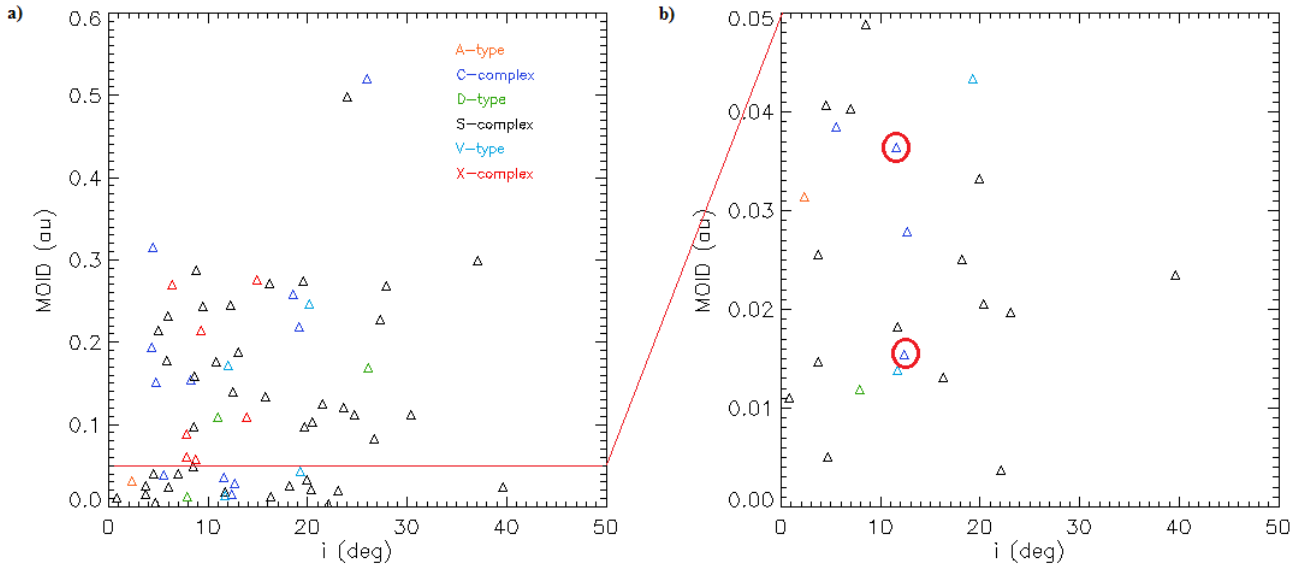 a)
0.6
0.5
0.4
0.3
0.2
0.1
0.0
MOID (au)
A-type
C-complex
D-type
S-complex
V-type
X-complex
0
10
20
30
40
50
i (deg)
b)
0.05
0.04
0.03
0.02
0.01
0.00
MOID (au)
0
10
20
30
40
50
i (deg)